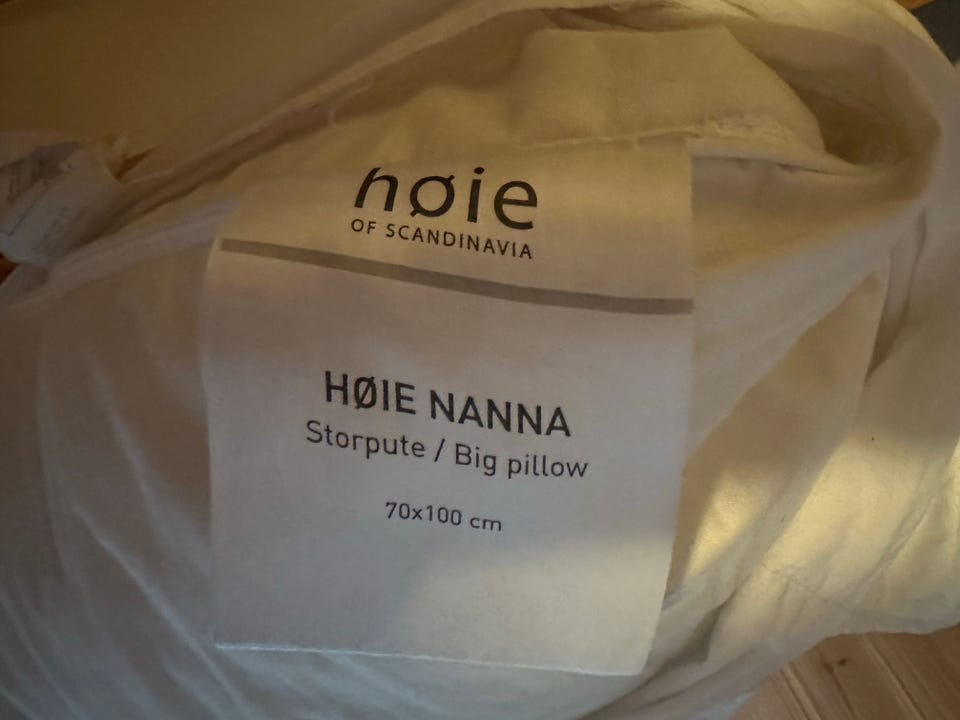 høie
OF SCANDINAVIA
HØIE NANNA
Storpute / Big pillow
70x100 cm